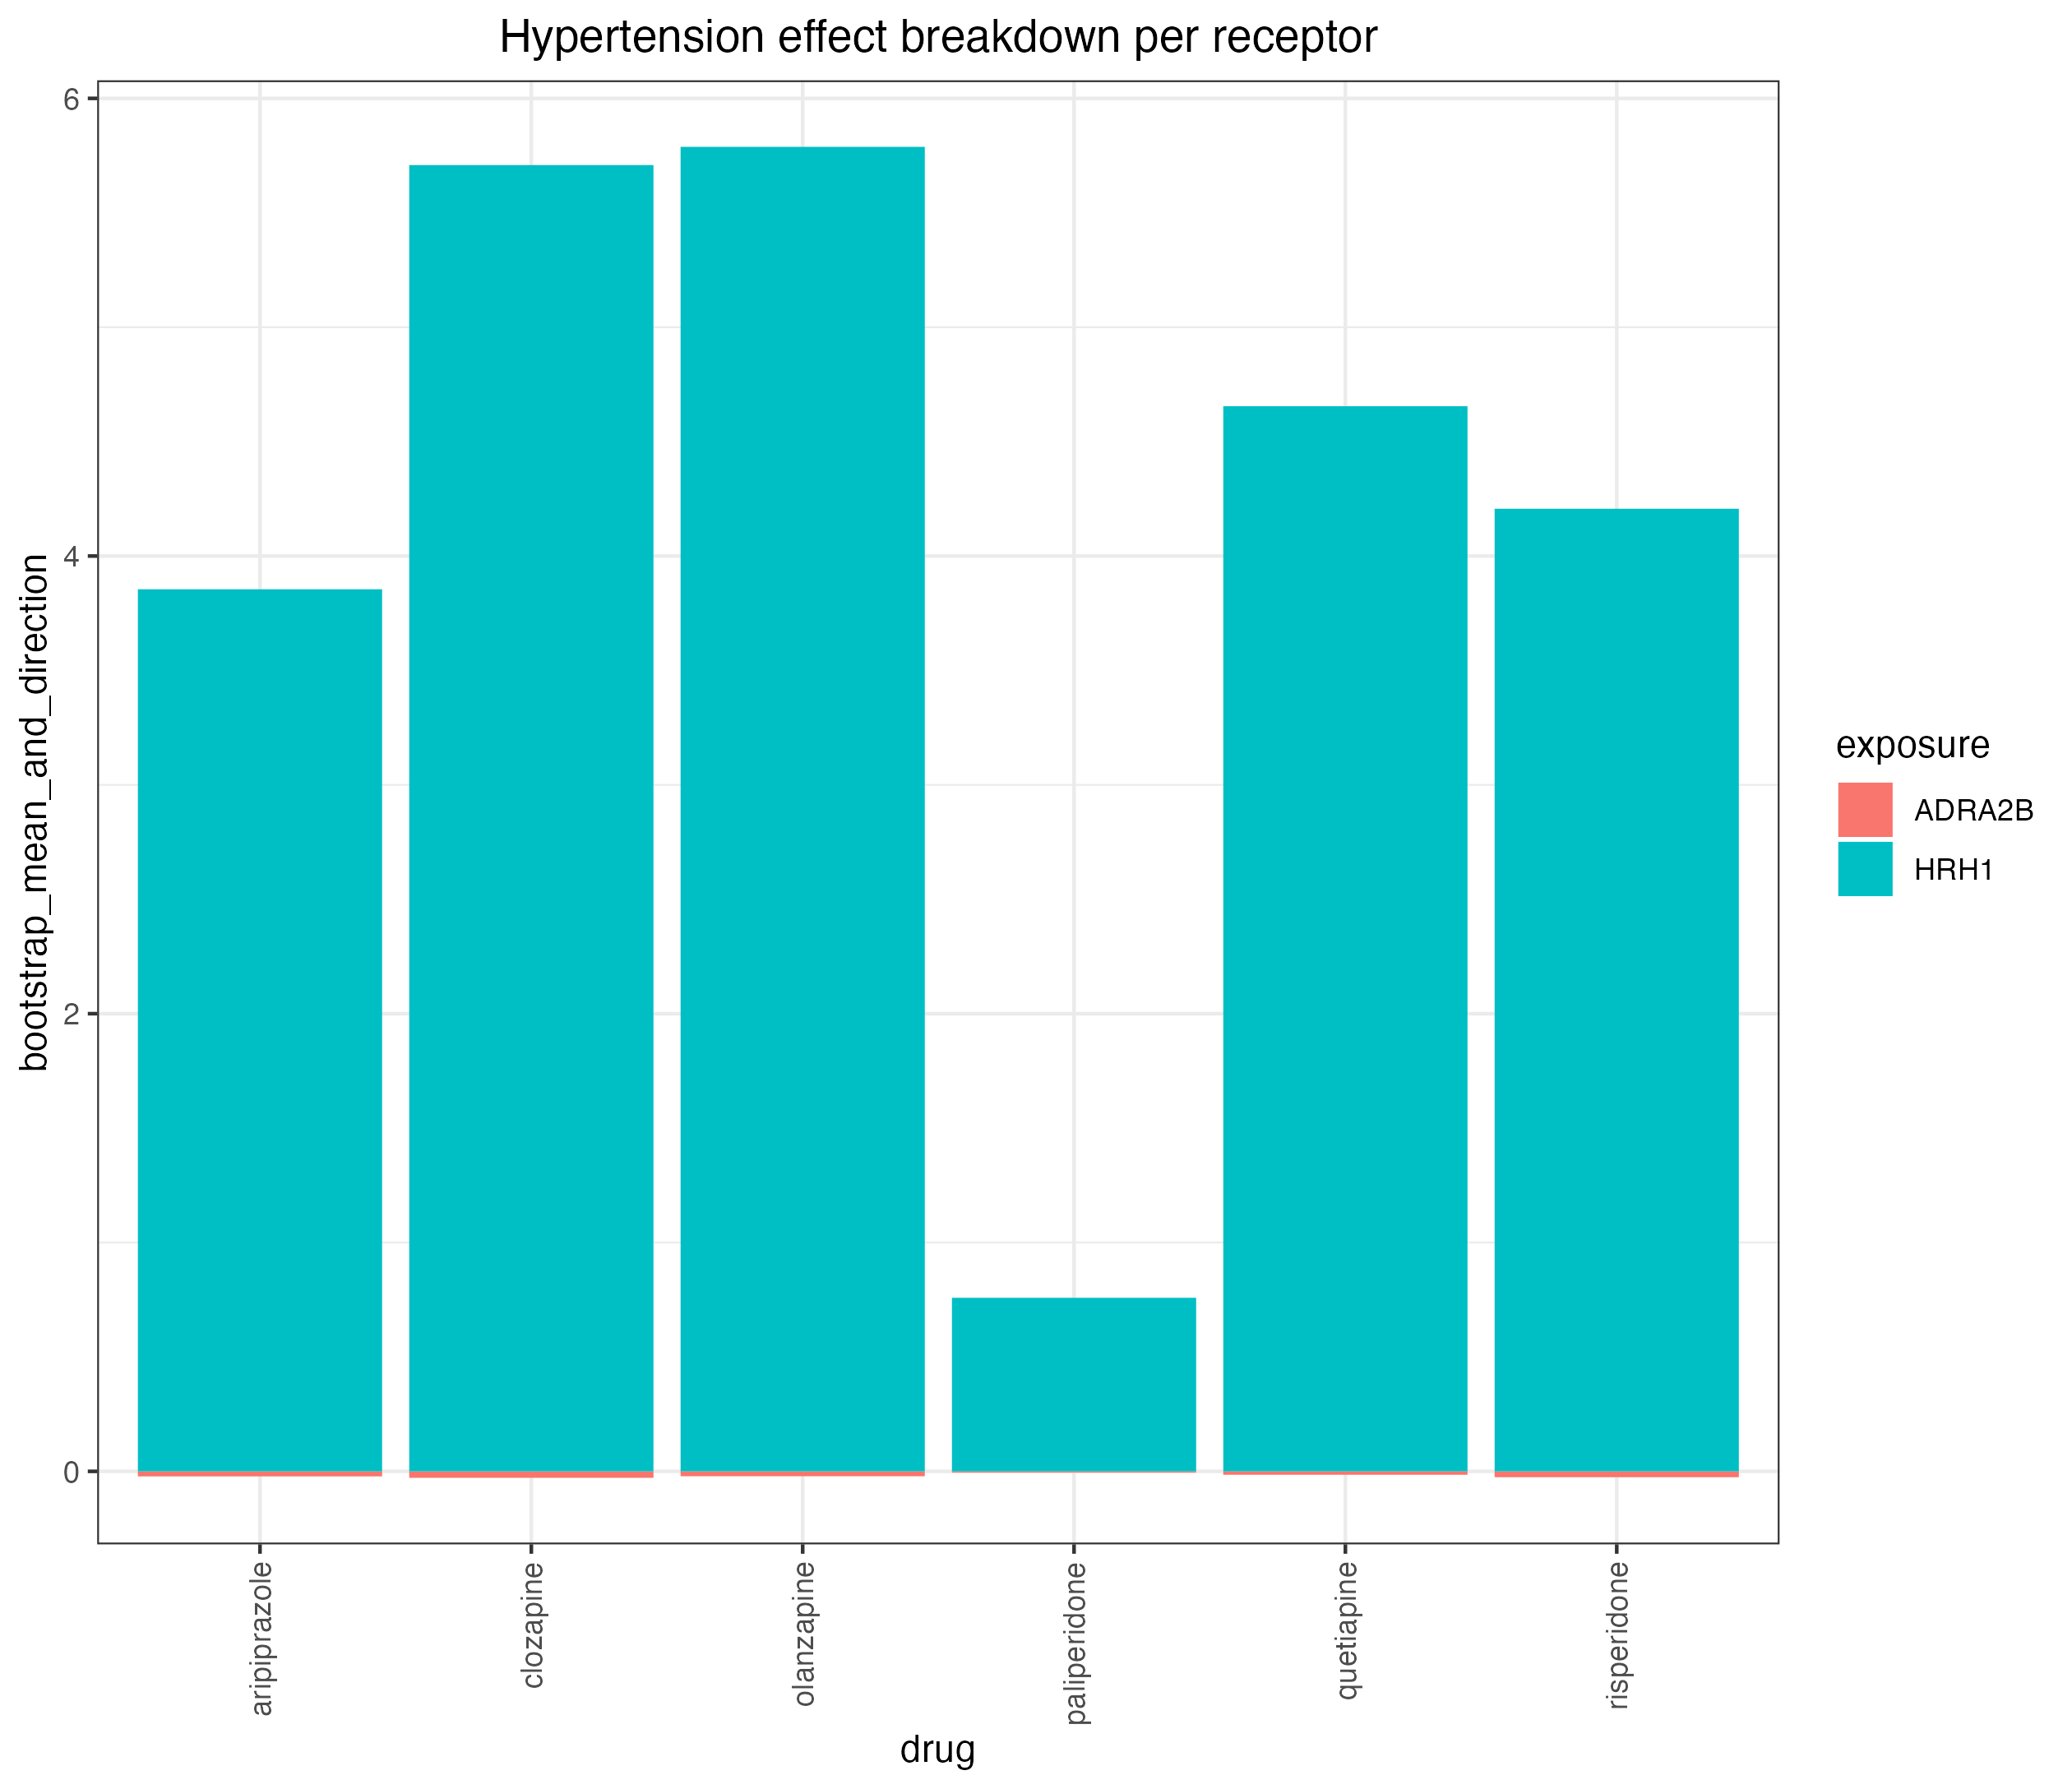 Hypertension effect breakdown per receptor
bootstrap_mean_and_direction
6
4
2
0
aripiprazole
clozapine
olanzapine
paliperidone
quetiapine
risperidone
drug
exposure
ADRA2B
HRH1